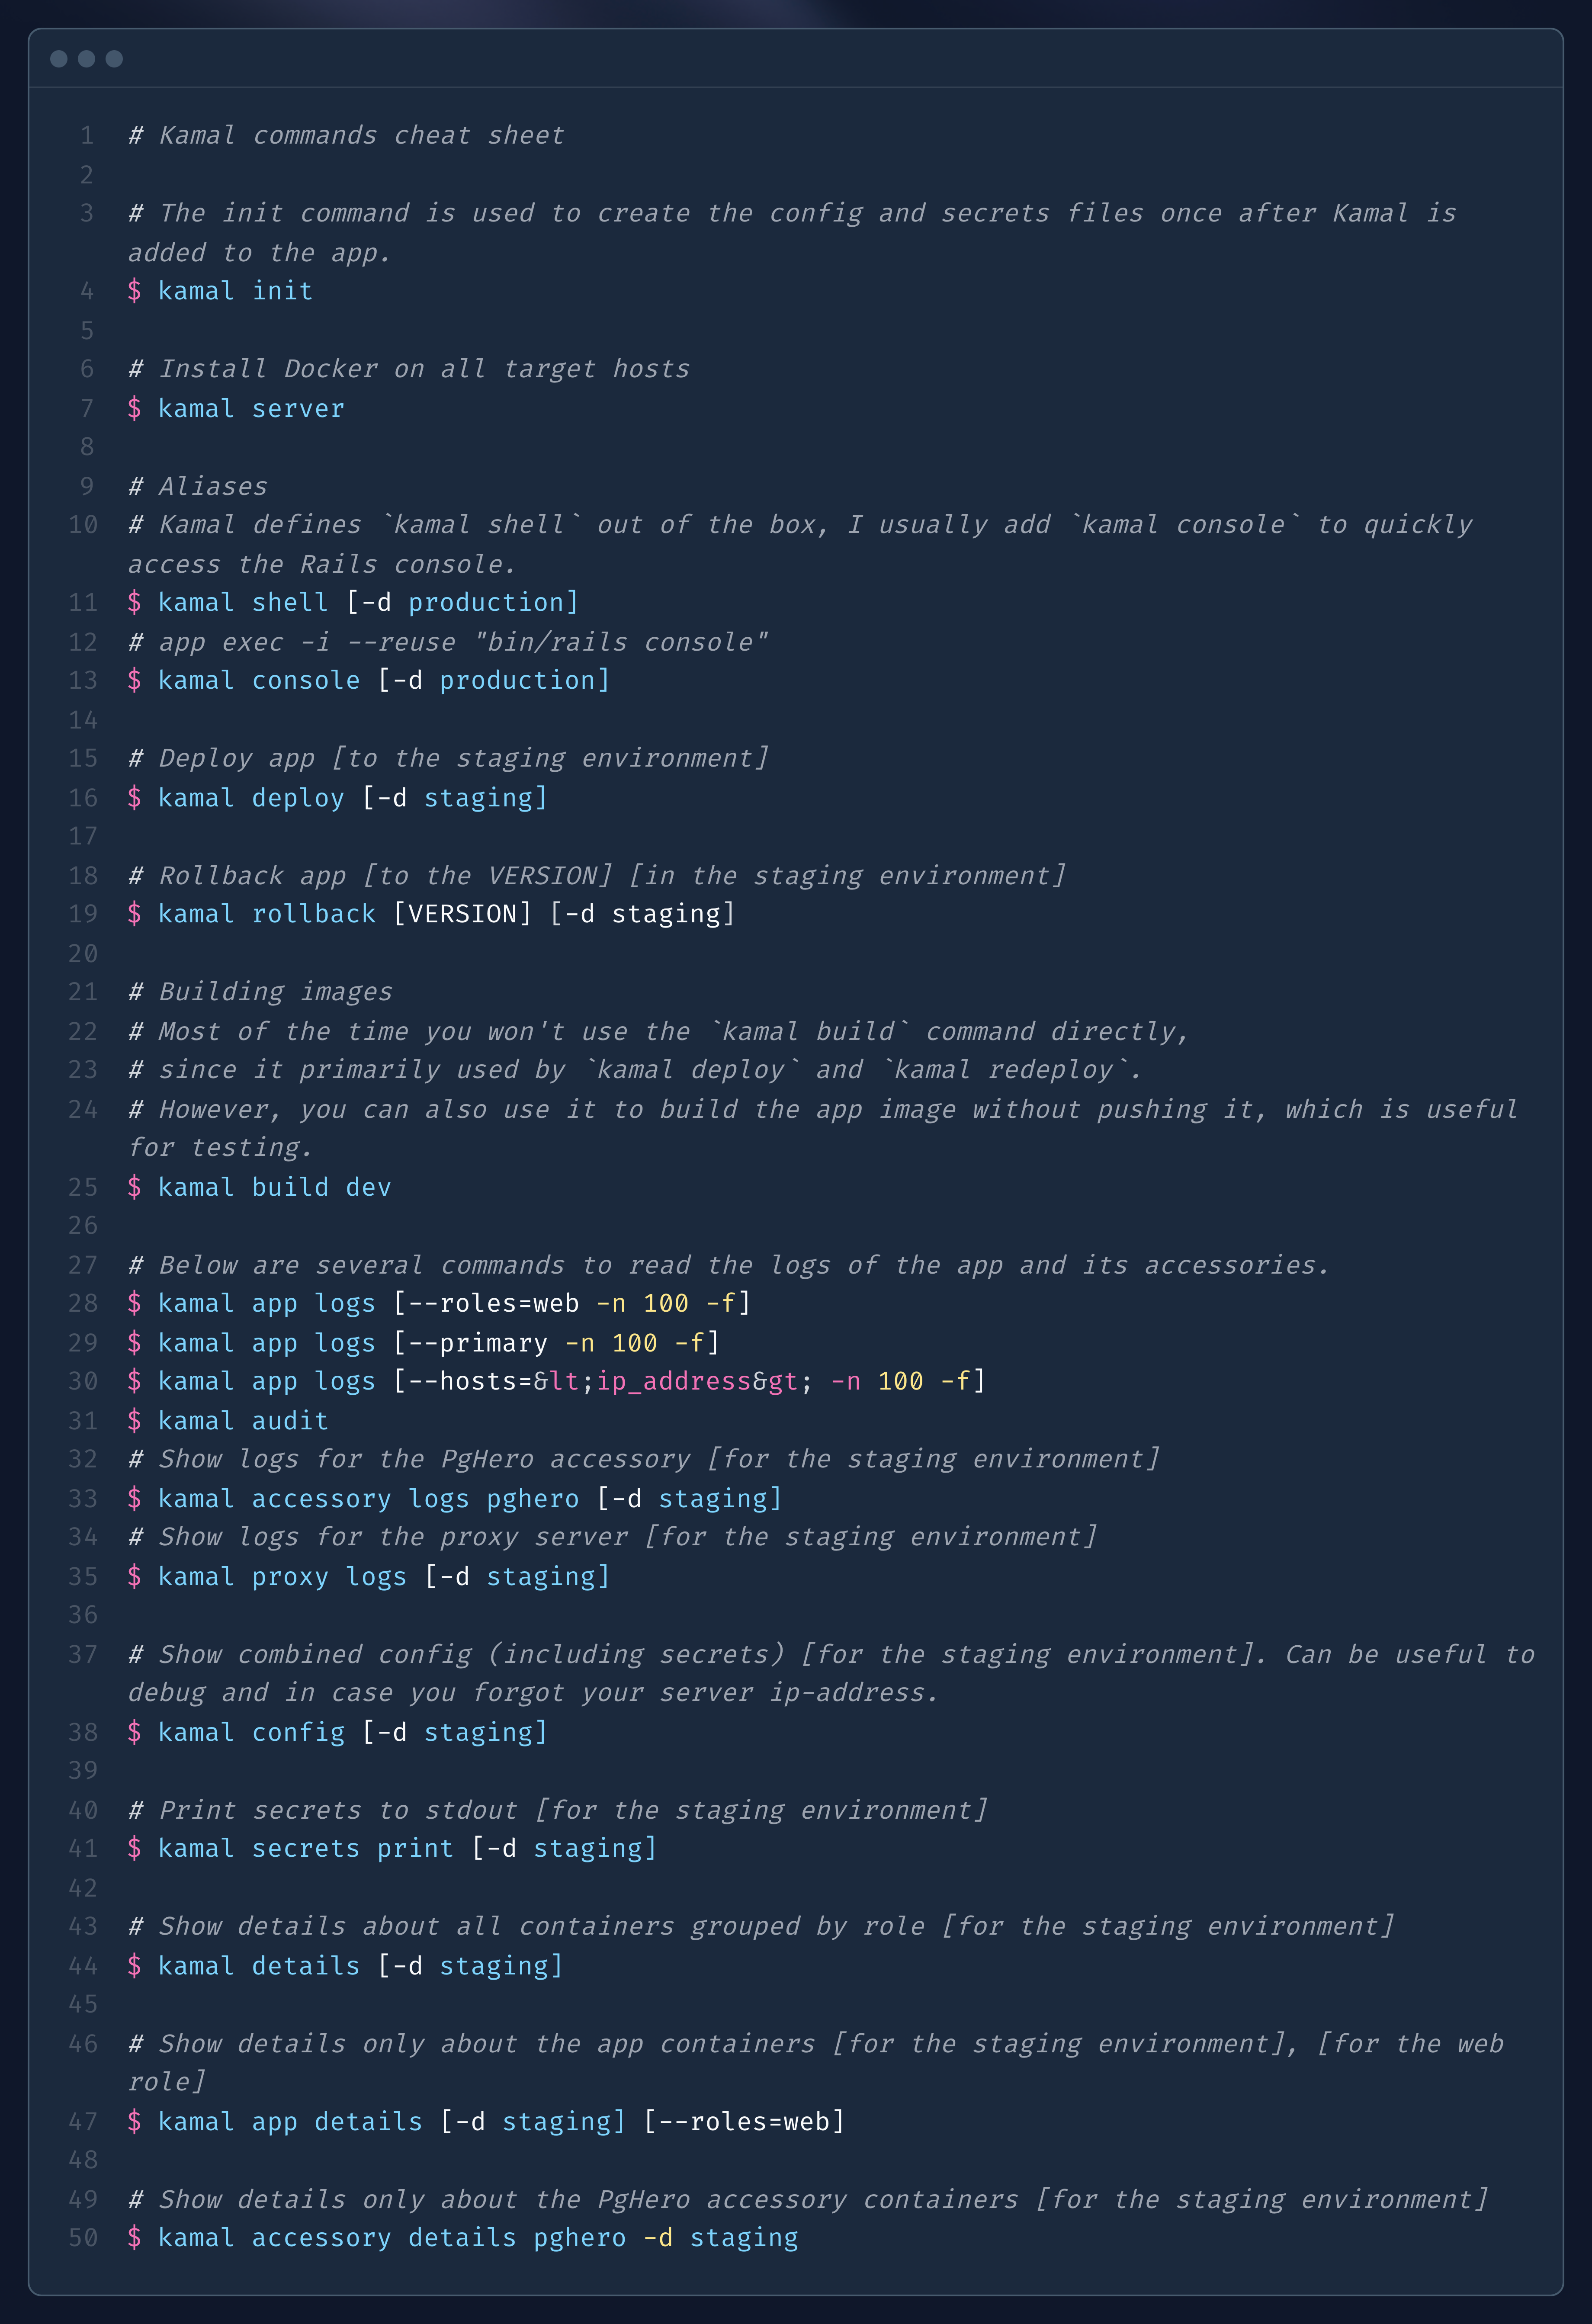 1 # Kamal commands cheat sheet
2
3 # The init command is used to create the config and secrets files once after Kamal is
added to the app.
4 $ kamal init
5
6 # Install Docker on all target hosts
7 $ kamal server
8
9 # Aliases
10 # Kamal defines `kamal shell` out of the box, I usually add `kamal console` to quickly
access the Rails console.
11 $ kamal shell [-d production]
12 # app exec -i --reuse "bin/rails console"
13 $ kamal console [-d production]
14
15 # Deploy app [to the staging environment]
16 $ kamal deploy [-d staging]
17
18 # Rollback app [to the VERSION] [in the staging environment]
19 $ kamal rollback [VERSION] [-d staging]
20
21 # Building images
22 # Most of the time you won't use the `kamal build` command directly,
23 # since it primarily used by `kamal deploy` and `kamal redeploy`.
24 # However, you can also use it to build the app image without pushing it, which is useful
for testing.
25 $ kamal build dev
26
27 # Below are several commands to read the logs of the app and its accessories.
28 $ kamal app logs [--roles=web -n 100 -f]
29 $ kamal app logs [--primary -n 100 -f]
30 $ kamal app logs [--hosts=&lt;ip_address&gt; -n 100 -f]
31 $ kamal audit
32 # Show logs for the PgHero accessory [for the staging environment]
33 $ kamal accessory logs pghero [-d staging]
34 # Show logs for the proxy server [for the staging environment]
35 $ kamal proxy logs [-d staging]
36
37 # Show combined config (including secrets) [for the staging environment]. Can be useful to
debug and in case you forgot your server ip-address.
38 $ kamal config [-d staging]
39
40 # Print secrets to stdout [for the staging environment]
41 $ kamal secrets print [-d staging]
42
43 # Show details about all containers grouped by role [for the staging environment]
44 $ kamal details [-d staging]
45
46 # Show details only about the app containers [for the staging environment], [for the web
role]
47 $ kamal app details [-d staging] [--roles=web]
48
49 # Show details only about the PgHero accessory containers [for the staging environment]
50 $ kamal accessory details pghero -d staging